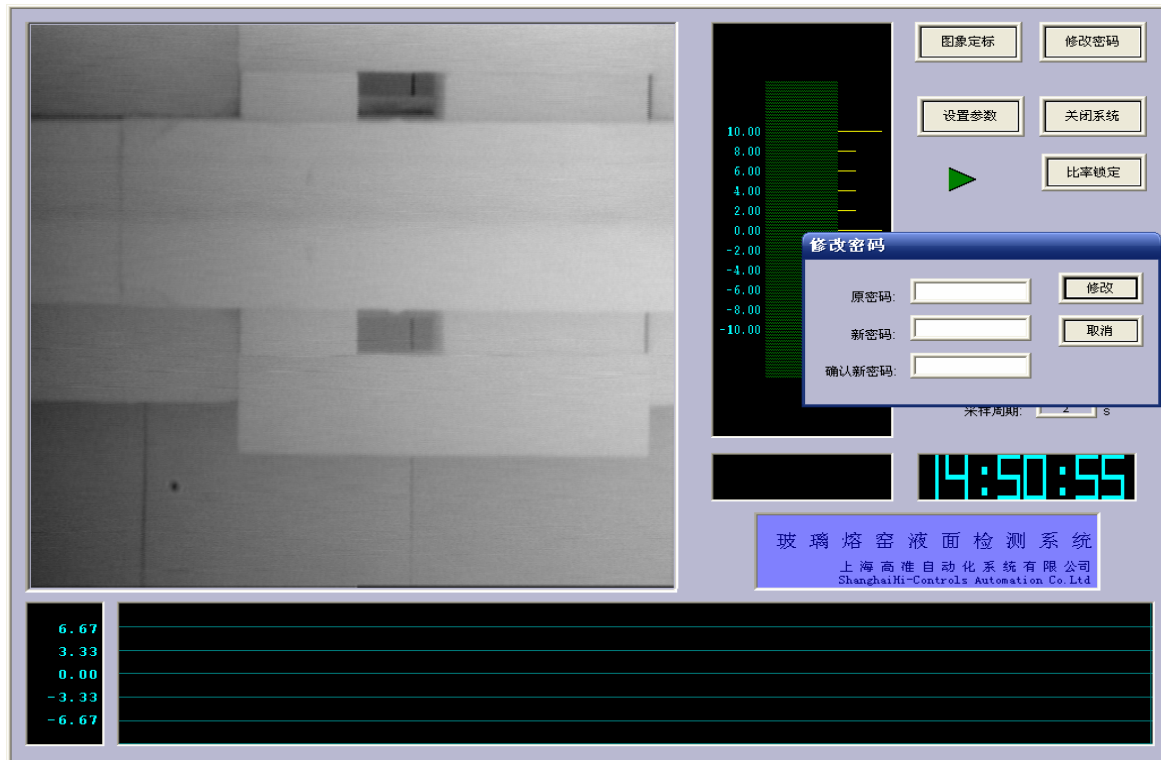 图象定标
修改密码
设置参数
关闭系统
比率锁定
10.00
8.00
6.00
4.00
2.00
0.00
-2.00
-4.00
-6.00
-8.00
-10.00
修改密码
原密码:
修改
新密码:
取消
确认新密码:
采样周期: 2 s
14:50:55
玻璃熔窑液面检测系统
上海高准自动化系统有限公司
ShanghaiHi-Controls Automation Co.Ltd
6.67
3.33
0.00
-3.33
-6.67